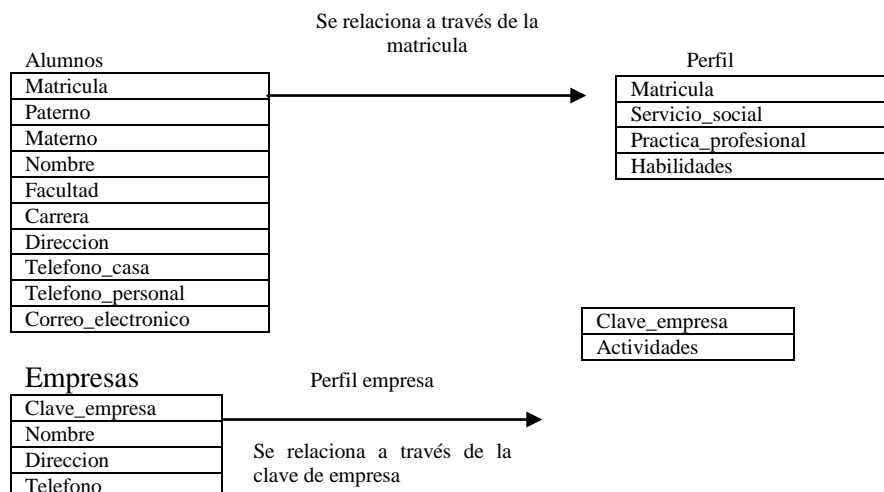 Se relaciona a través de la
matricula
Alumnos
Matricula
Paterno
Materno
Nombre
Facultad
Carrera
Direccion
Telefono_casa
Telefono_personal
Correo_electronico
Perfil
Matricula
Servicio_social
Practica_profesional
Habilidades
Clave_empresa
Actividades
Empresas
Clave_empresa
Nombre
Direccion
Telefono
Perfil empresa
Se relaciona a través de la
clave de empresa